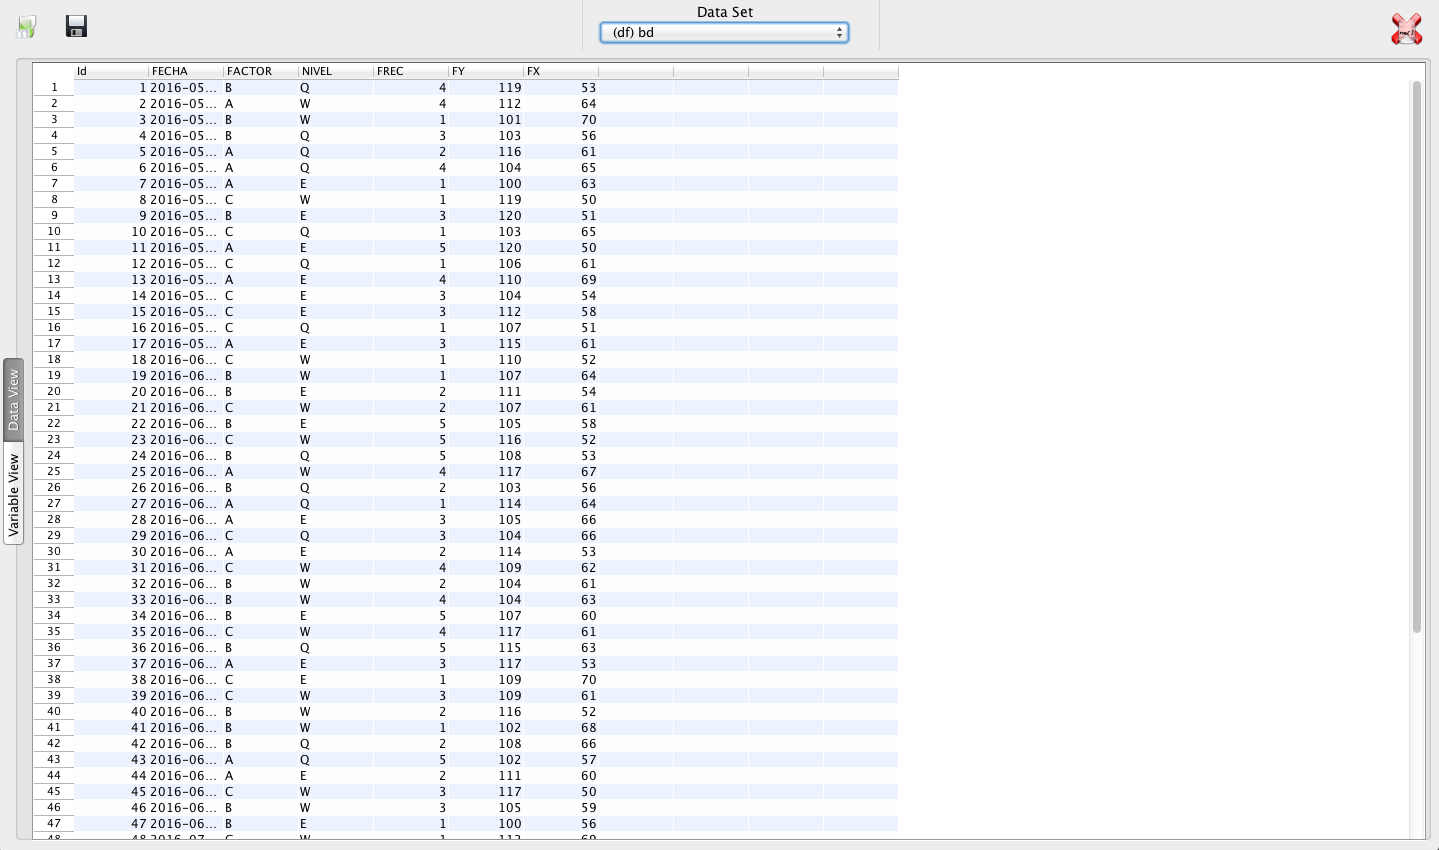 Data Set
(df) bd
Id FECHA FACTOR NIVEL FREC FY FX
1 1 2016-05... B Q 4 119 53
2 2 2016-05... A W 4 112 64
3 3 2016-05... B W 1 101 70
4 4 2016-05... B Q 3 103 56
5 5 2016-05... A Q 2 116 61
6 6 2016-05... A Q 4 104 65
7 7 2016-05... A E 1 100 63
8 8 2016-05... C W 1 119 50
9 9 2016-05... B E 3 120 51
10 10 2016-05... C Q 1 103 65
11 11 2016-05... A E 5 120 50
12 12 2016-05... C Q 1 106 61
13 13 2016-05... A E 4 110 69
14 14 2016-05... C E 3 104 54
15 15 2016-05... C E 3 112 58
16 16 2016-05... C Q 1 107 51
17 17 2016-05... A E 3 115 61
18 18 2016-06... C W 1 110 52
19 19 2016-06... B W 1 107 64
20 20 2016-06... B E 2 111 54
21 21 2016-06... C W 2 107 61
22 22 2016-06... B E 5 105 58
23 23 2016-06... C W 5 116 52
24 24 2016-06... B Q 5 108 53
25 25 2016-06... A W 4 117 67
26 26 2016-06... B Q 2 103 56
27 27 2016-06... A Q 1 114 64
28 28 2016-06... A E 3 105 66
29 29 2016-06... C Q 3 104 66
30 30 2016-06... A E 2 114 53
31 31 2016-06... C W 4 109 62
32 32 2016-06... B W 2 104 61
33 33 2016-06... B W 4 104 63
34 34 2016-06... B E 5 107 60
35 35 2016-06... C W 4 117 61
36 36 2016-06... B Q 5 115 63
37 37 2016-06... A E 3 117 53
38 38 2016-06... C E 1 109 70
39 39 2016-06... C W 3 109 61
40 40 2016-06... B W 2 116 52
41 41 2016-06... B W 1 102 68
42 42 2016-06... B Q 2 108 66
43 43 2016-06... A Q 5 102 57
44 44 2016-06... A E 2 111 60
45 45 2016-06... C W 3 117 50
46 46 2016-06... B W 3 105 59
47 47 2016-06... B E 1 100 56
Data View
Variable View